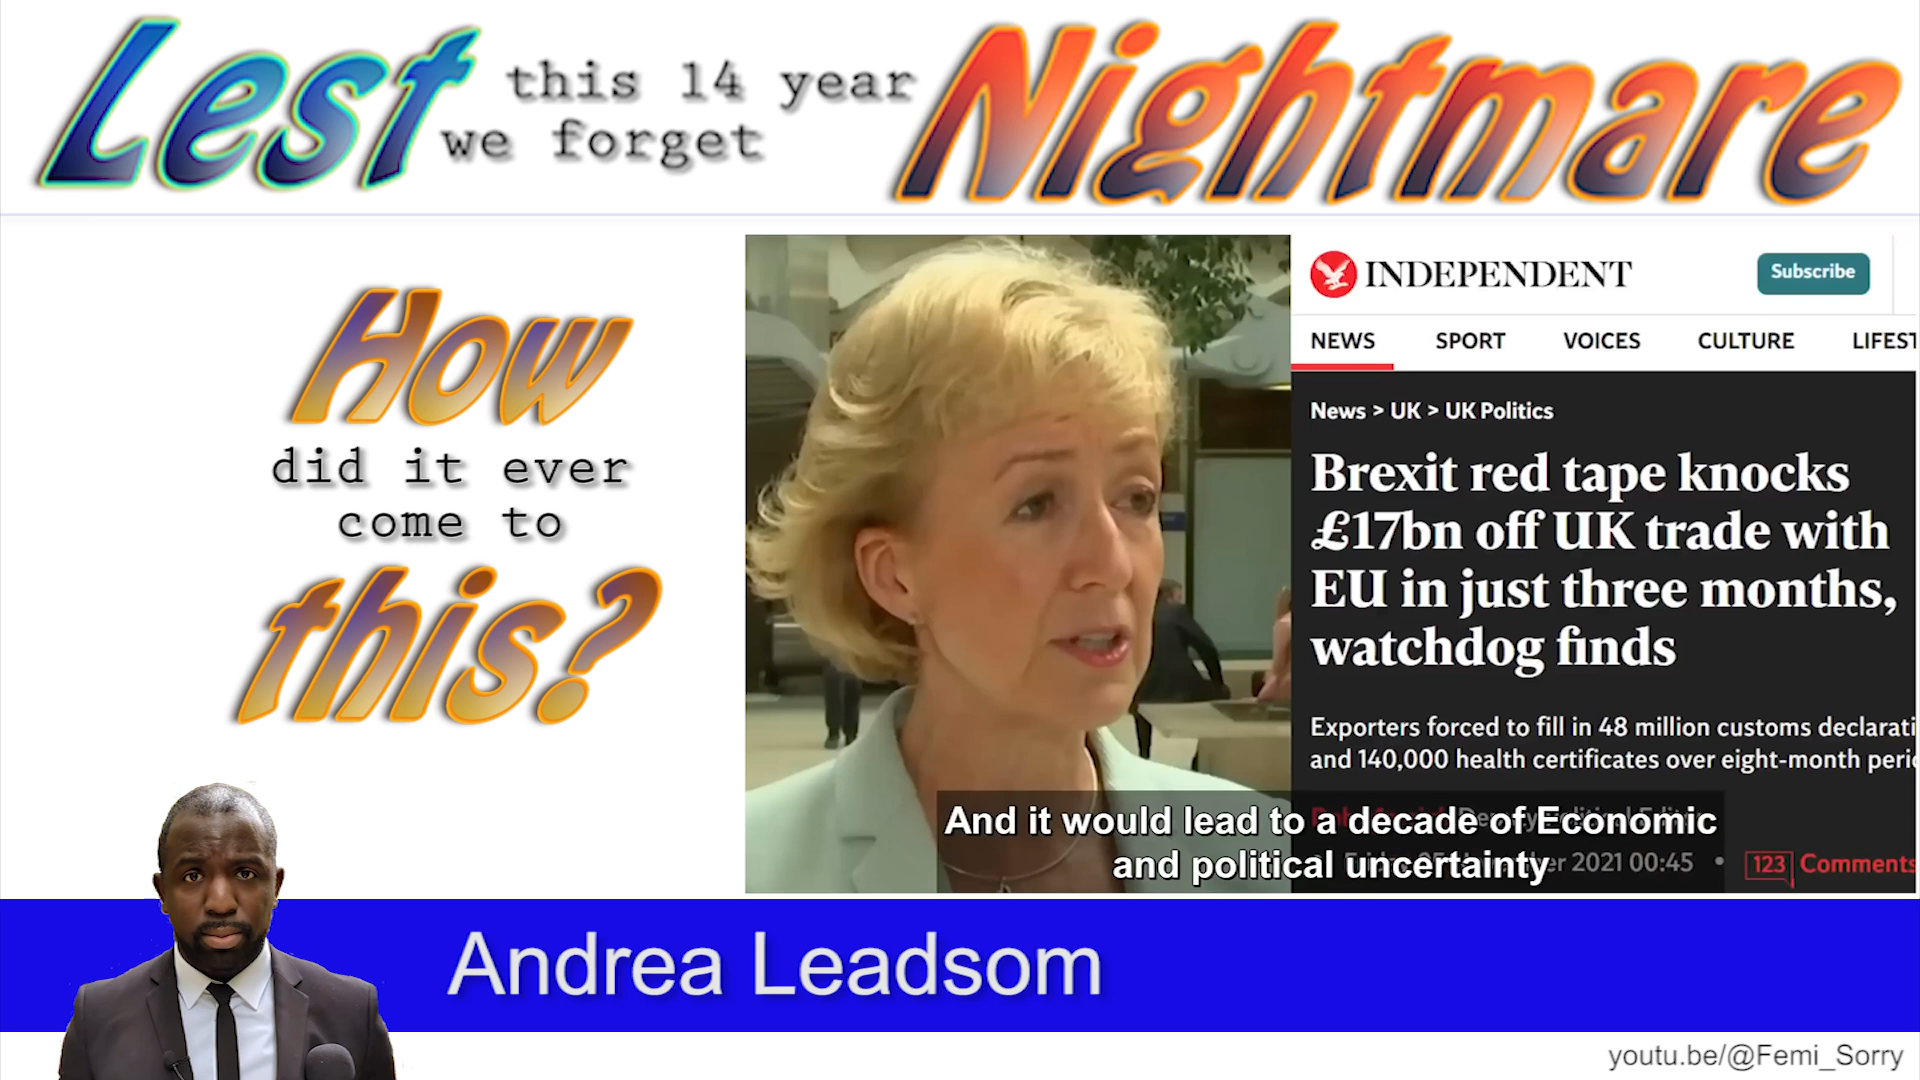 Lest this 14 year Nightmare
we forget
How
did it ever
come to
this?
INDEPENDENT
Subscribe
NEWS SPORT VOICES CULTURE LIFEST
News > UK > UK Politics
Brexit red tape knocks
£17bn off UK trade with
EU in just three months,
watchdog finds
Exporters forced to fill in 48 million customs declarati
and 140,000 health certificates over eight-month peri
And it would lead to a decade of Economic
and political uncertainty
2021 00:45 • 123 Comments
Andrea Leadsom
youtu.be/@Femi_Sorry